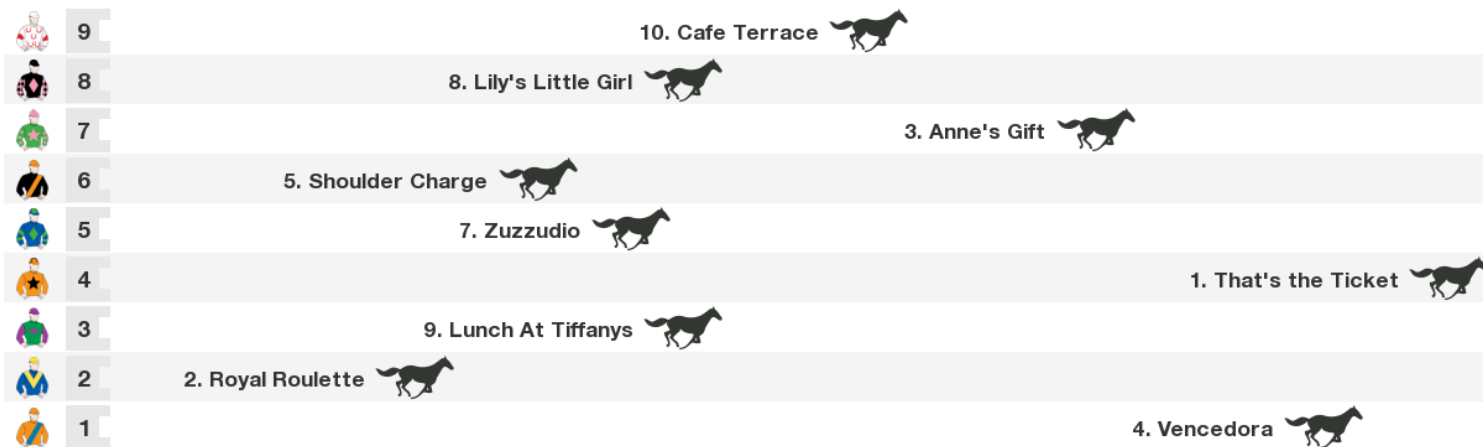 9 10. Cafe Terrace
8 8. Lily's Little Girl
7 3. Anne's Gift
6 5. Shoulder Charge
5 7. Zuzzudio
4 1. That's the Ticket
3 9. Lunch At Tiffanys
2 2. Royal Roulette
1 4. Vencedora